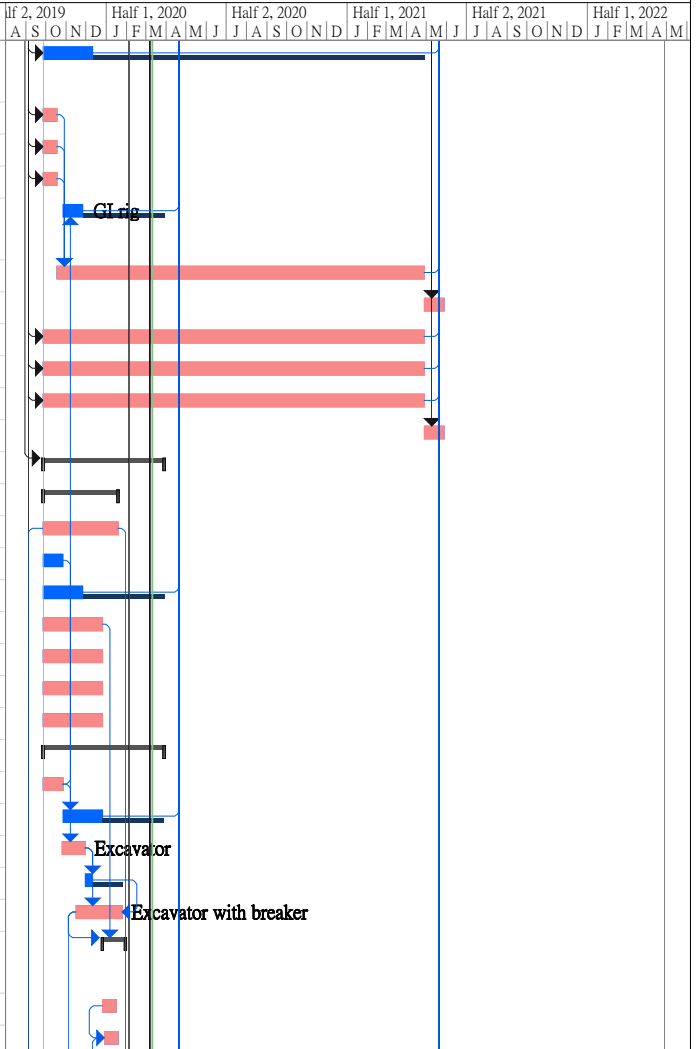 lf 2, 2019 Half 1, 2020 Half 2, 2020 Half 1, 2021 Half 2, 2021 Half 1, 2022
A S O N D J F M A M J J A S O N D J F M A M J J A S O N D J F M A M
GI rig
Excavator
Excavator with breaker